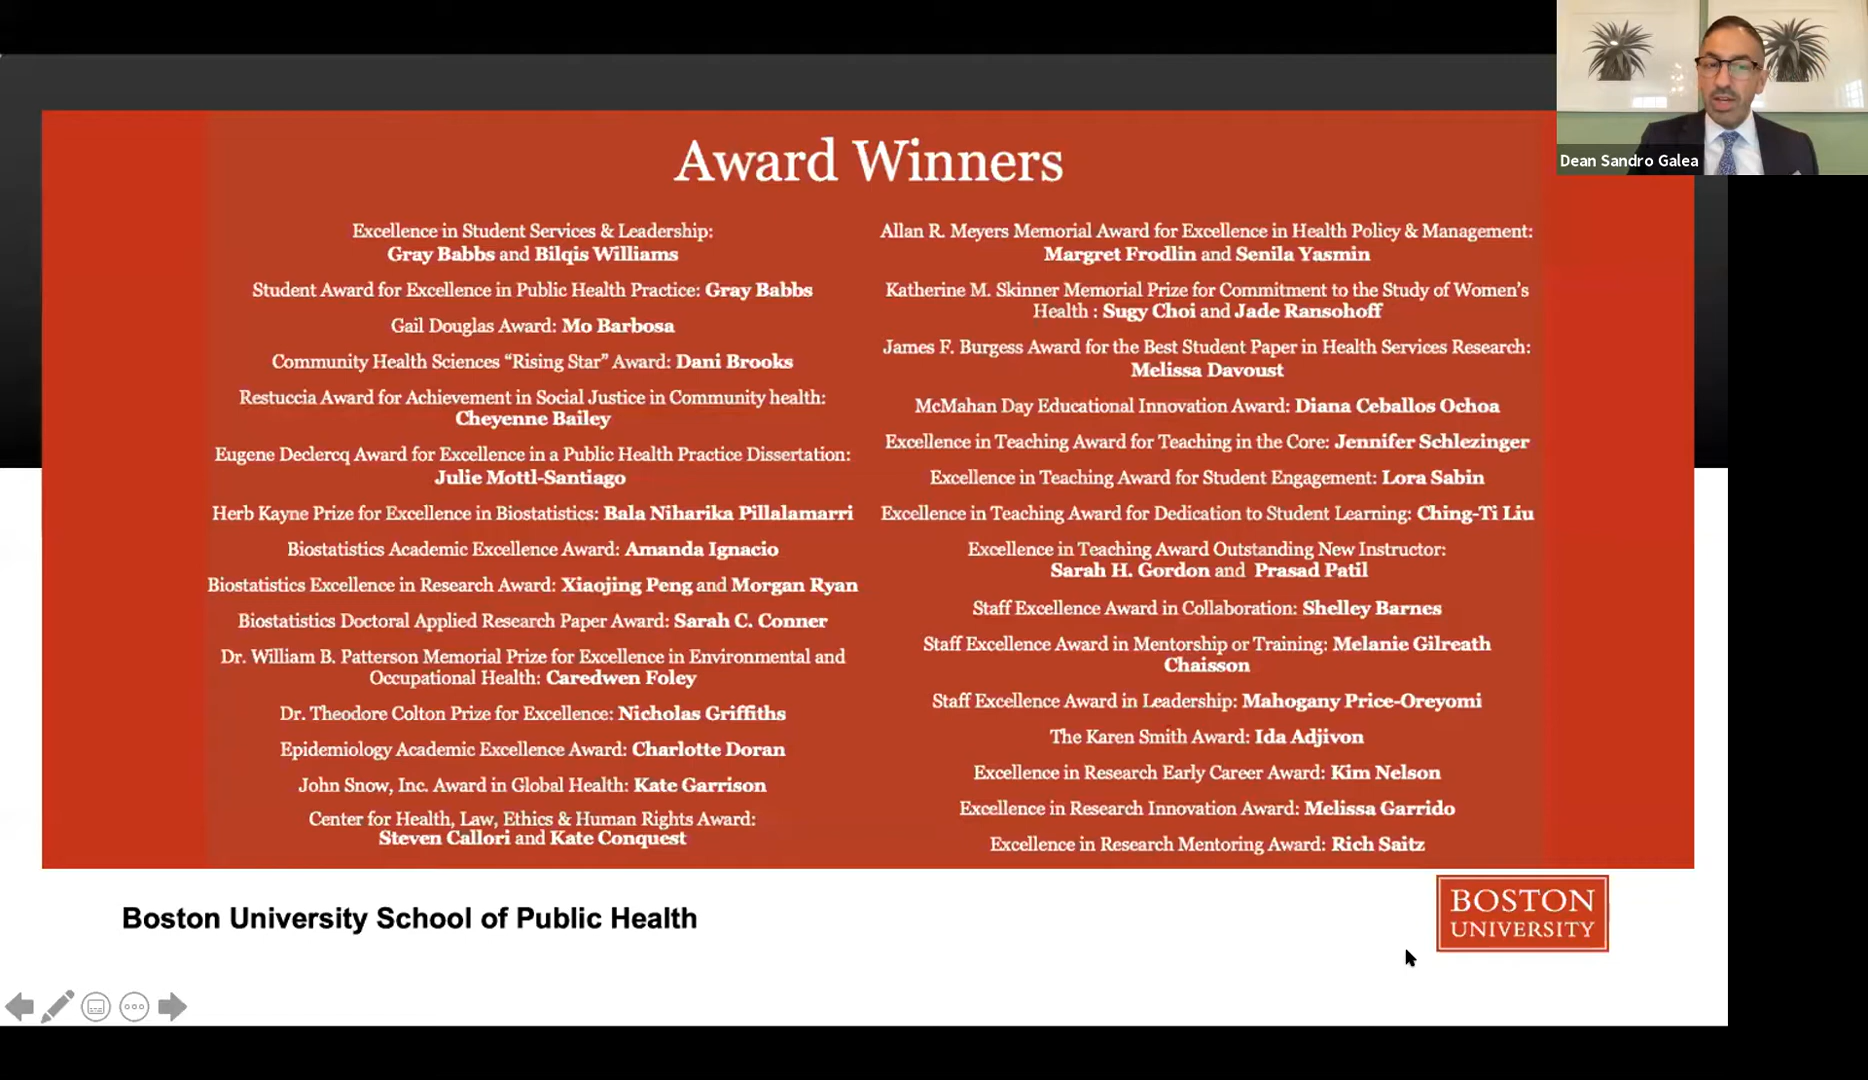 Award Winners
Excellence in Student Services & Leadership:
Gray Babbs and Bilqis Williams
Student Award for Excellence in Public Health Practice: Gray Babbs
Gail Douglas Award: Mo Barbosa
Community Health Sciences “Rising Star” Award: Dani Brooks
Restuccia Award for Achievement in Social Justice in Community health:
Cheyenne Bailey
Eugene Declercq Award for Excellence in a Public Health Practice Dissertation:
Julie Mottl-Santiago
Herb Kayne Prize for Excellence in Biostatistics: Bala Niharika Pillalamarri
Biostatistics Academic Excellence Award: Amanda Ignacio
Biostatistics Excellence in Research Award: Xiaojing Peng and Morgan Ryan
Biostatistics Doctoral Applied Research Paper Award: Sarah C. Conner
Dr. William B. Patterson Memorial Prize for Excellence in Environmental and
Occupational Health: Caredwen Foley
Dr. Theodore Colton Prize for Excellence: Nicholas Griffiths
Epidemiology Academic Excellence Award: Charlotte Doran
John Snow, Inc. Award in Global Health: Kate Garrison
Center for Health, Law, Ethics & Human Rights Award:
Steven Callori and Kate Conquest
Allan R. Meyers Memorial Award for Excellence in Health Policy & Management:
Margret Frodlin and Senila Yasmin
Katherine M. Skinner Memorial Prize for Commitment to the Study of Women’s
Health : Sugy Choi and Jade Ransohoff
James F. Burgess Award for the Best Student Paper in Health Services Research:
Melissa Davoust
McMahan Day Educational Innovation Award: Diana Ceballos Ochoa
Excellence in Teaching Award for Teaching in the Core: Jennifer Schlezinger
Excellence in Teaching Award for Student Engagement: Lora Sabin
Excellence in Teaching Award for Dedication to Student Learning: Ching-Ti Liu
Excellence in Teaching Award Outstanding New Instructor:
Sarah H. Gordon and Prasad Patil
Staff Excellence Award in Collaboration: Shelley Barnes
Staff Excellence Award in Mentorship or Training: Melanie Gilreath
Chaisson
Staff Excellence Award in Leadership: Mahogany Price-Oreyomi
The Karen Smith Award: Ida Adjivon
Excellence in Research Early Career Award: Kim Nelson
Excellence in Research Innovation Award: Melissa Garrido
Excellence in Research Mentoring Award: Rich Saitz
Dean Sandro Galea
Boston University School of Public Health
BOSTON
UNIVERSITY